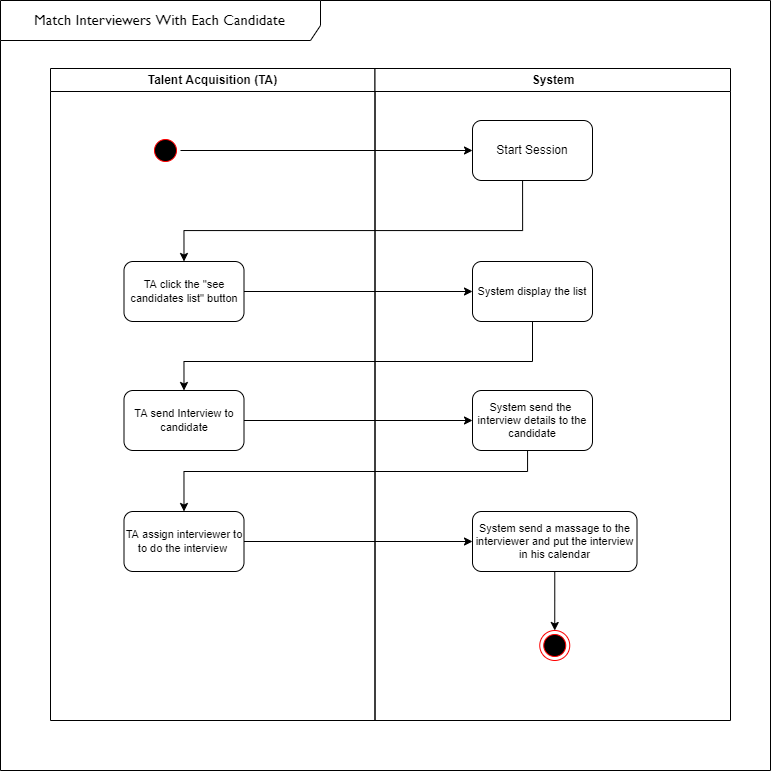 Match Interviewers With Each Candidate
Talent Acquisition (TA)
System
Start Session
TA click the "see
candidates list" button
System display the list
TA send Interview to
candidate
System send the
interview details to the
candidate
TA assign interviewer to
to do the interview
System send a massage to the
interviewer and put the interview
in his calendar